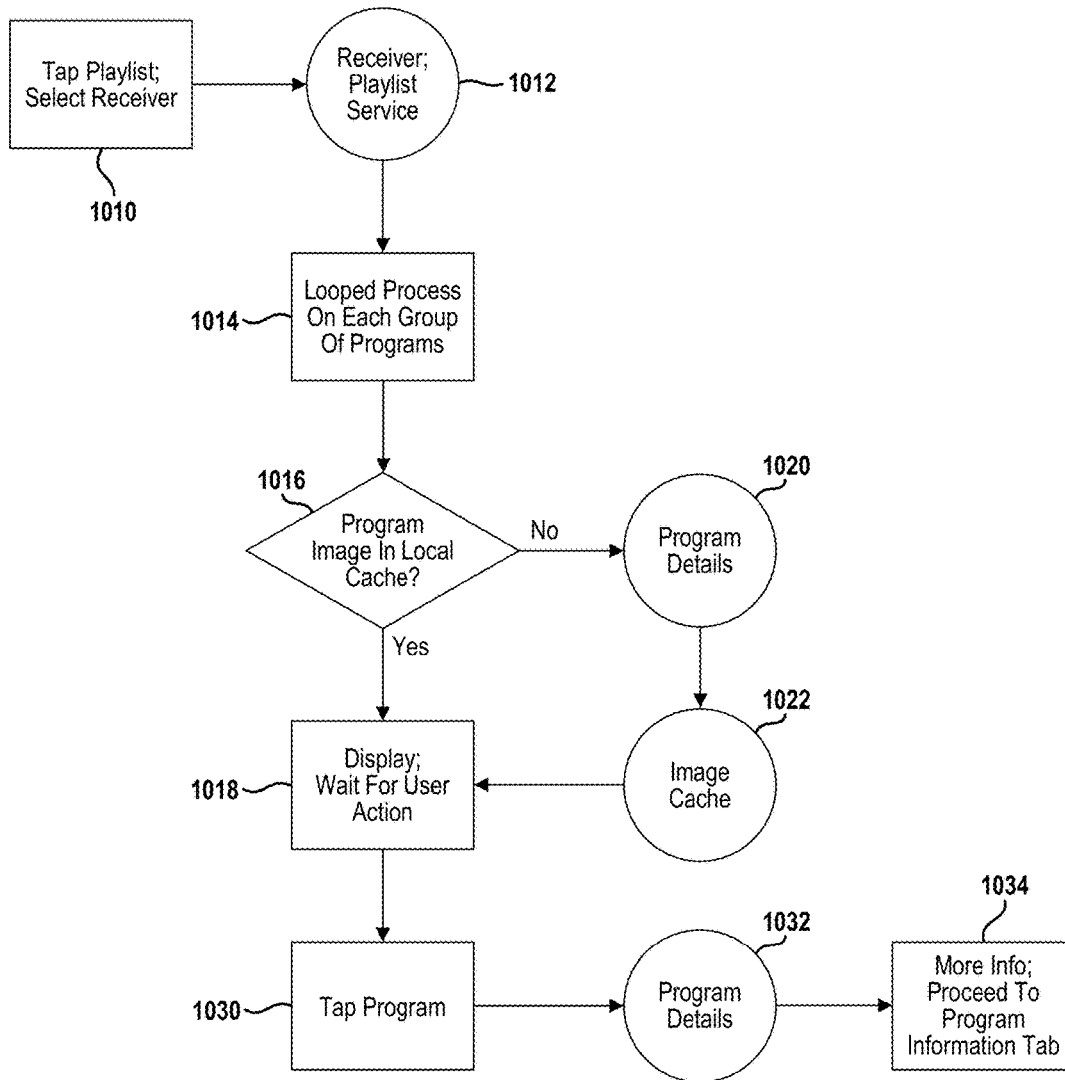 Tap Playlist;
Select Receiver
1010
Receiver;
Playlist
Service
1012
Looped Process
On Each Group
Of Programs
1014
1016
Program
Image In Local
Cache?
No
Yes
1020
Program
Details
1022
Image
Cache
Display;
Wait For User
Action
1018
Tap Program
1030
1032
Program
Details
1034
More Info;
Proceed To
Program
Information Tab